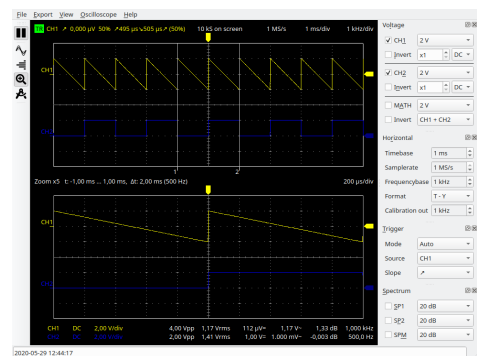 File Export View Oscilloscope Help
TR CH1 ↗ 0,000 µV 50% ↗495 µs↘505 µs↗ (50%) 10 kS on screen 1 MS/s 1 ms/div 1 kHz/div
CH1
CH2
1 2
Zoom x5 t: -1,00 ms ... 1,00 ms, Δt: 2,00 ms (500 Hz) 200 µs/div
CH1
CH2
CH1 DC 2,00 V/div 4,00 Vpp 1,17 Vrms 112 µV= 1,17 V~ 1,33 dB 1,000 kHz
CH2 DC 2,00 V/div 2,00 Vpp 1,41 Vrms 1,00 V= 1.000 mV~ -0,003 dB 500,0 Hz
Voltage
CH1 2 V
Invert x1 DC
CH2 2 V
Invert x1 DC
MATH 2 V
Invert CH1 + CH2
Horizontal
Timebase 1 ms
Samplerate 1 MS/s
Frequencybase 1 kHz
Format T - Y
Calibration out 1 kHz
Trigger
Mode Auto
Source CH1
Slope ↗
Spectrum
SP1 20 dB
SP2 20 dB
SPM 20 dB
2020-05-29 12:44:17